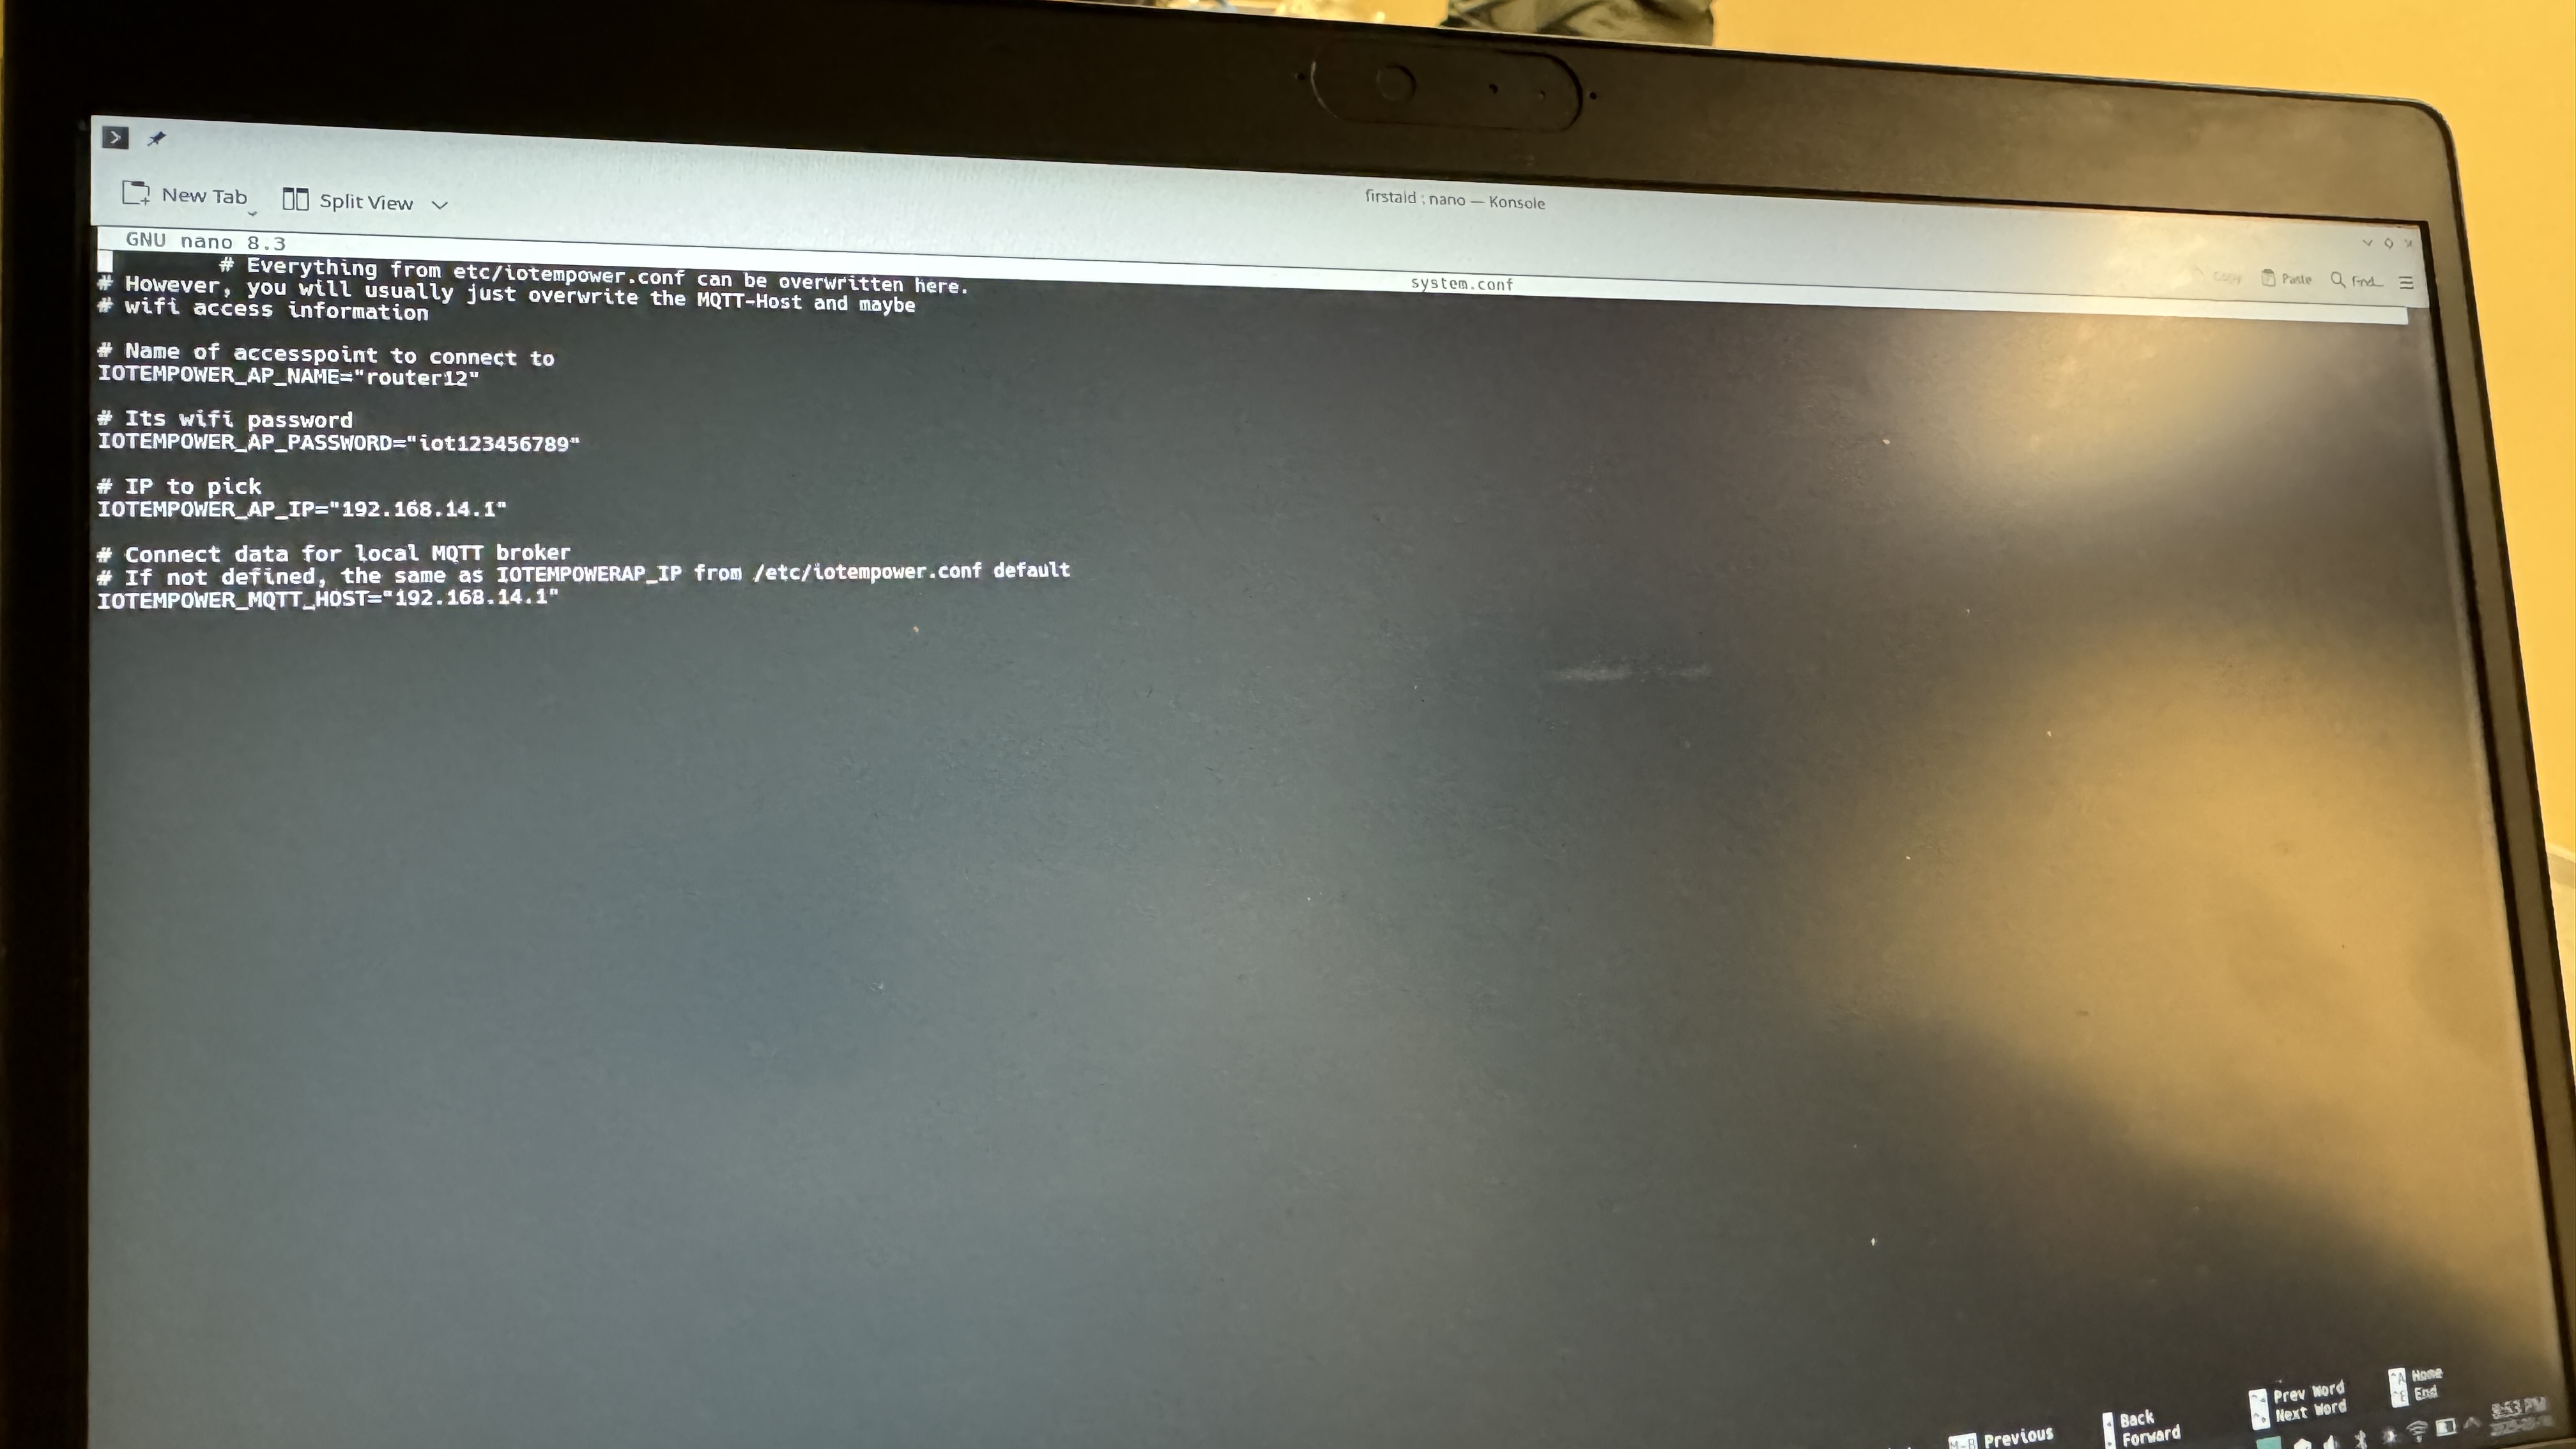 New Tab Split View
firstaid : nano — Konsole
Copy Paste Find...
GNU nano 8.3 system.conf
# Everything from etc/iotempower.conf can be overwritten here.
# However, you will usually just overwrite the MQTT-Host and maybe
# wifi access information
# Name of accesspoint to connect to
IOTEMPOWER_AP_NAME="router12"
# Its wifi password
IOTEMPOWER_AP_PASSWORD="iot123456789"
# IP to pick
IOTEMPOWER_AP_IP="192.168.14.1"
# Connect data for local MQTT broker
# If not defined, the same as IOTEMPOWERAP_IP from /etc/iotempower.conf default
IOTEMPOWER_MQTT_HOST="192.168.14.1"
Previous Back Prev Word Home
Forward Next Word End
8:53 PM